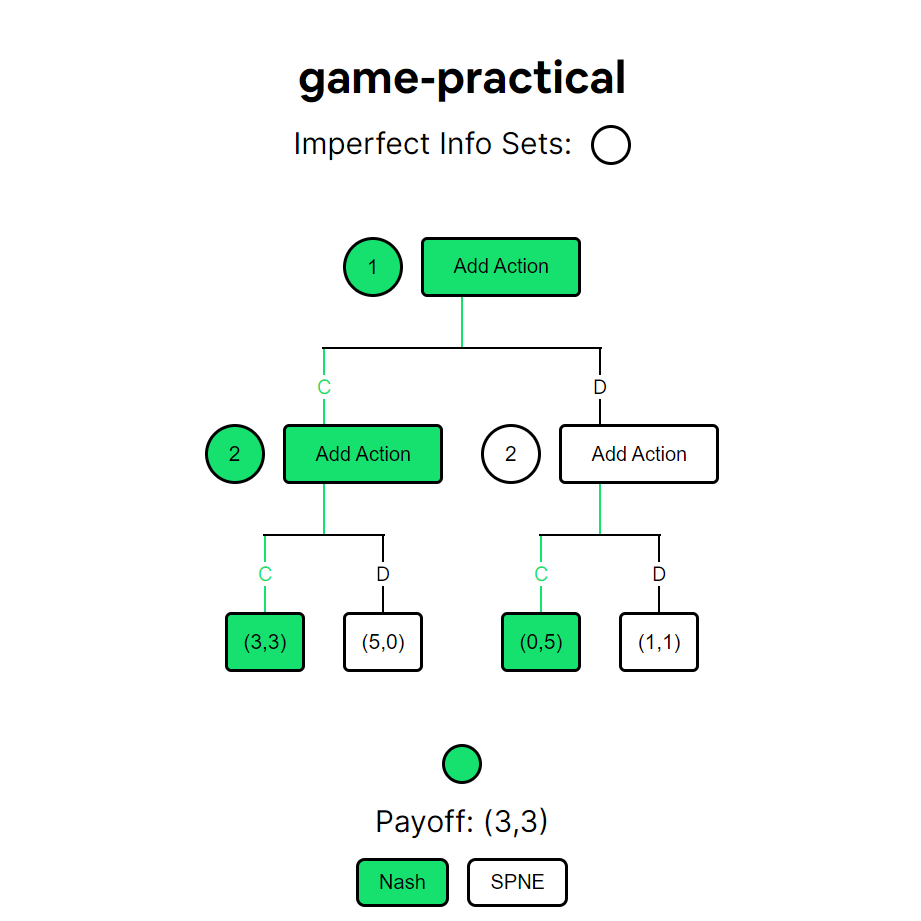 game-practical
Imperfect Info Sets:
1 Add Action
C D
2 Add Action 2 Add Action
C D C D
(3,3) (5,0) (0,5) (1,1)
Payoff: (3,3)
Nash SPNE